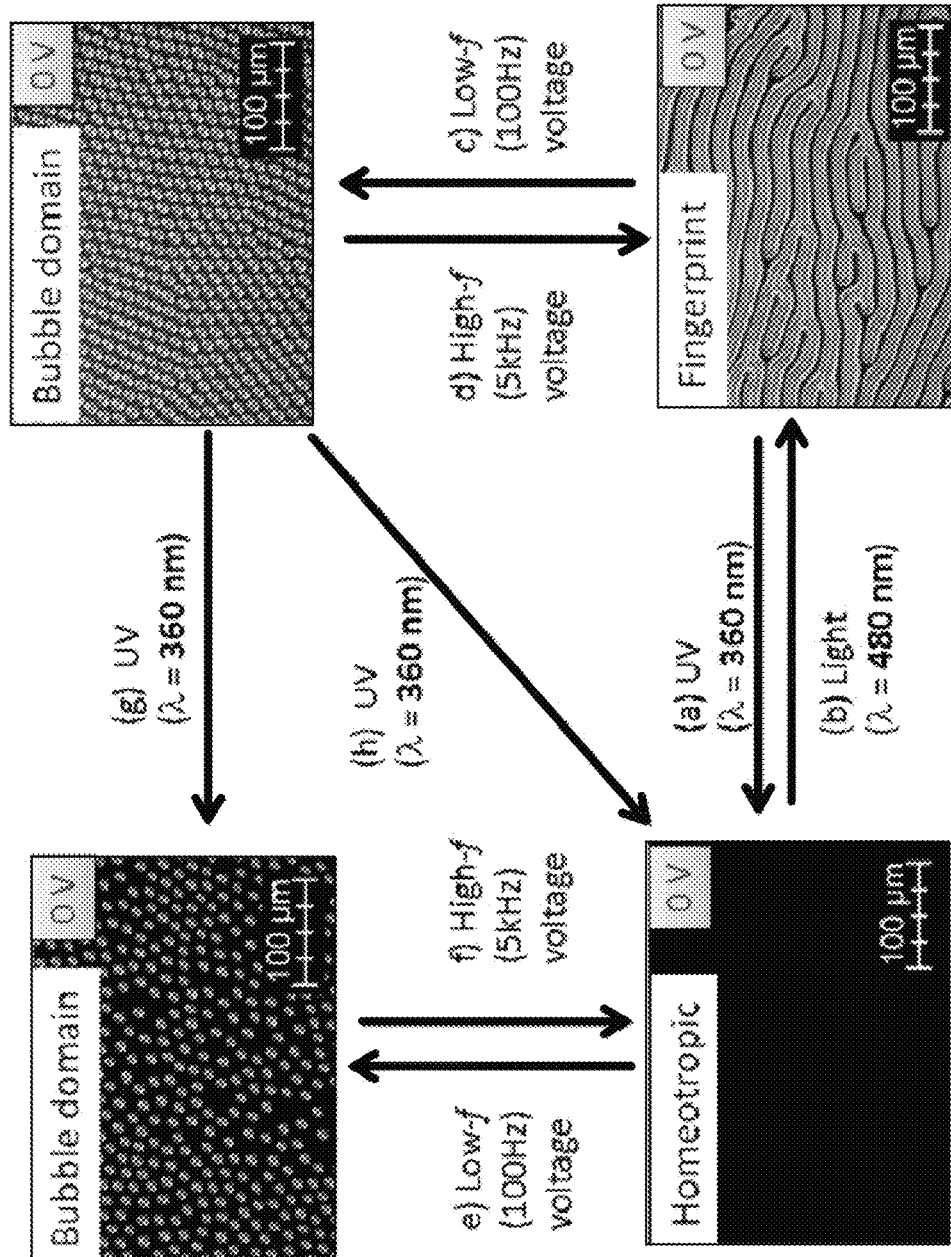 Bubble domain
0 V
100 µm
(g) UV
(λ = 360 nm)
Bubble domain
0 V
100 µm
e) Low-f
(100Hz)
voltage
f) High-f
(5kHz)
voltage
(h) UV
(λ = 360 nm)
d) High-f
(5kHz)
voltage
c) Low-f
(100Hz)
voltage
Homeotropic
0 V
100 µm
(a) UV
(λ = 360 nm)
(b) Light
(λ = 480 nm)
Fingerprint
0 V
100 µm